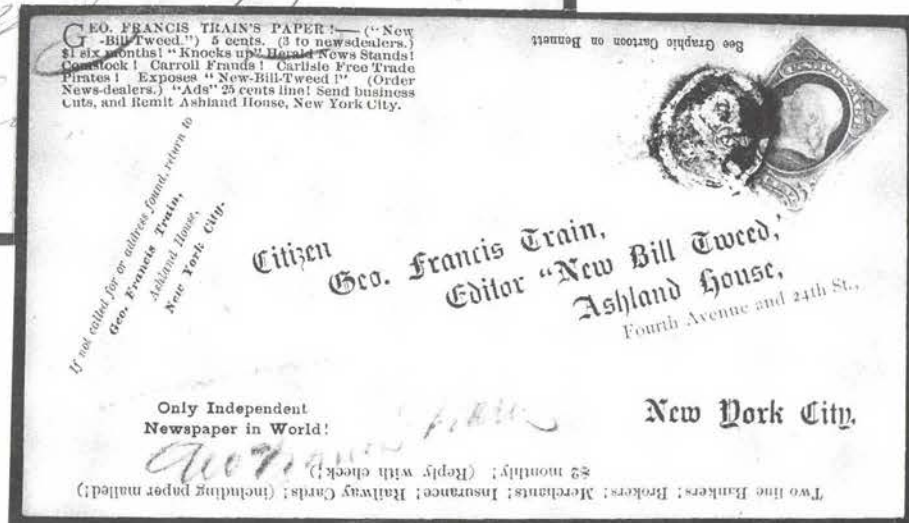 GEO. FRANCIS TRAIN'S PAPER!—("New
-Bill-Tweed.") 5 cents. (3 to newsdealers.)
$1 six months! "Knocks up" Herald News Stands!
Comstock! Carroll Frauds! Carlisle Free Trade
Pirates! Exposes "New-Bill-Tweed!" (Order
News-dealers.) "Ads" 25 cents line! Send business
Cuts, and Remit Ashland House, New York City.
See Graphic Cartoon on Bennett
If not called for or address found, return to
Geo. Francis Train,
Ashland House,
New York City.
Citizen
Geo. Francis Train,
Editor "New Bill Tweed,"
Ashland House,
Fourth Avenue and 24th St.,
New York City.
Only Independent
Newspaper in World!
Geo Francis Train
Two line Bankers; Brokers; Merchants; Insurance; Railway Cards; (including paper mailed;)
$2 monthly; (Reply with check;)